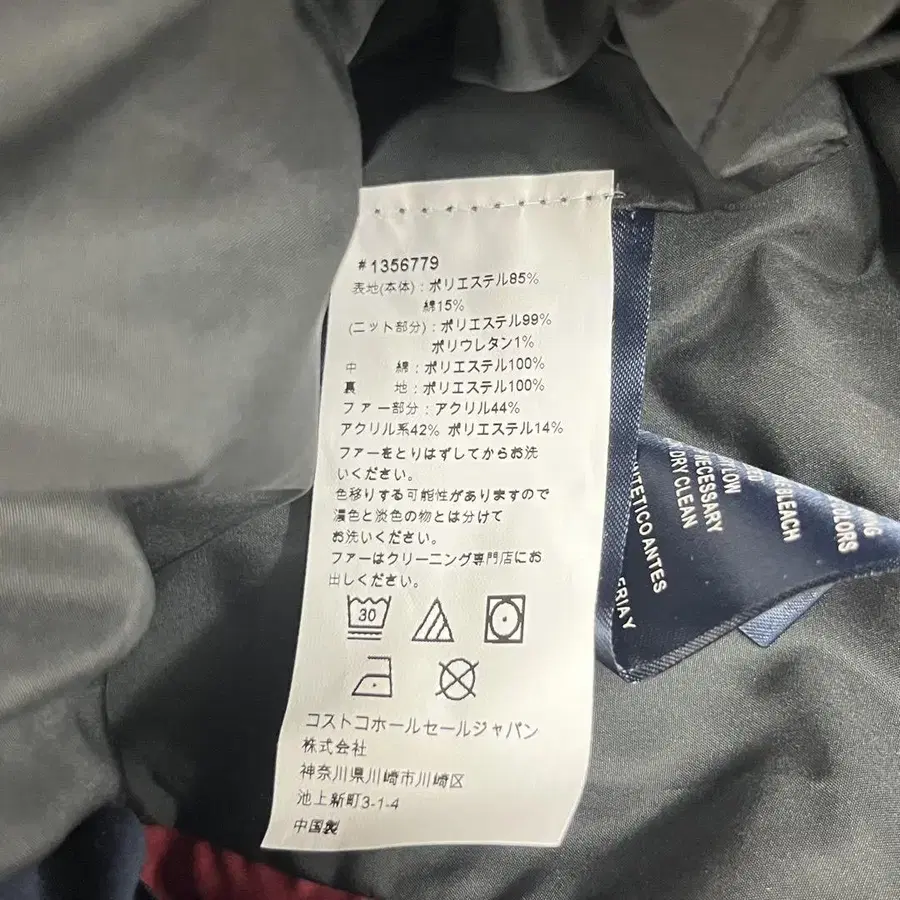 #1356779
表地(本体)：ポリエステル85%
綿15%
(ニット部分)：ポリエステル99%
ポリウレタン1%
中　　綿：ポリエステル100%
裏　　地：ポリエステル100%
ファー部分：アクリル44%
アクリル系42% ポリエステル14%
ファーをとりはずしてからお洗
いください。
色移りする可能性がありますので
濃色と淡色の物とは分けて
お洗いください。
ファーはクリーニング専門店にお
出しください。
30
コストコホールセールジャパン
株式会社
神奈川県川崎市川崎区
池上新町3-1-4
中国製
COLORS
BLEACH
LOW
NECESSARY
DRY CLEAN
ANTES